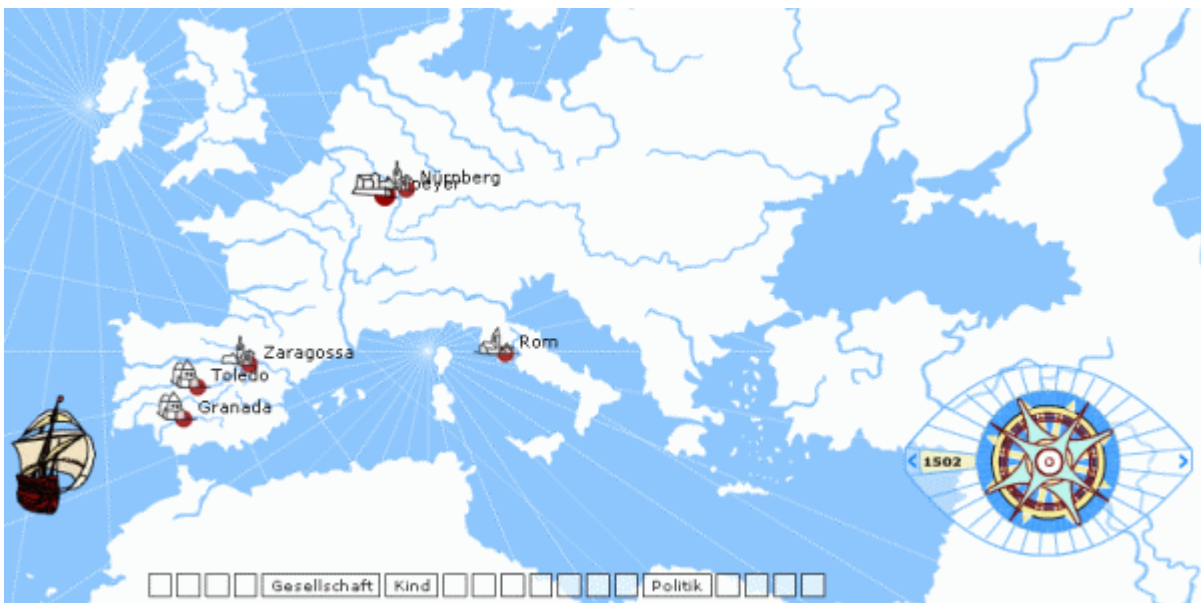 Nürnberg
Zaragossa
Rom
Toledo
Granada
< 1502 >
Gesellschaft Kind Politik